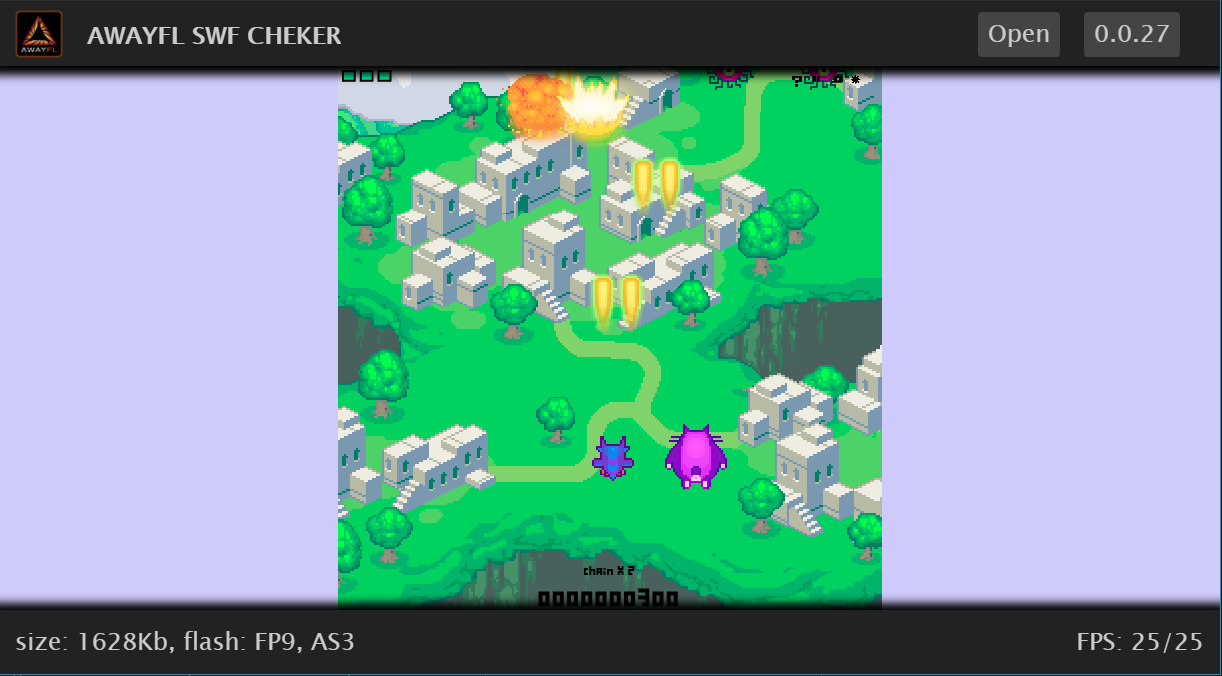 AWAYFL
AWAYFL SWF CHEKER
Open
0.0.27
chain X 2
0000000300
size: 1628Kb, flash: FP9, AS3
FPS: 25/25